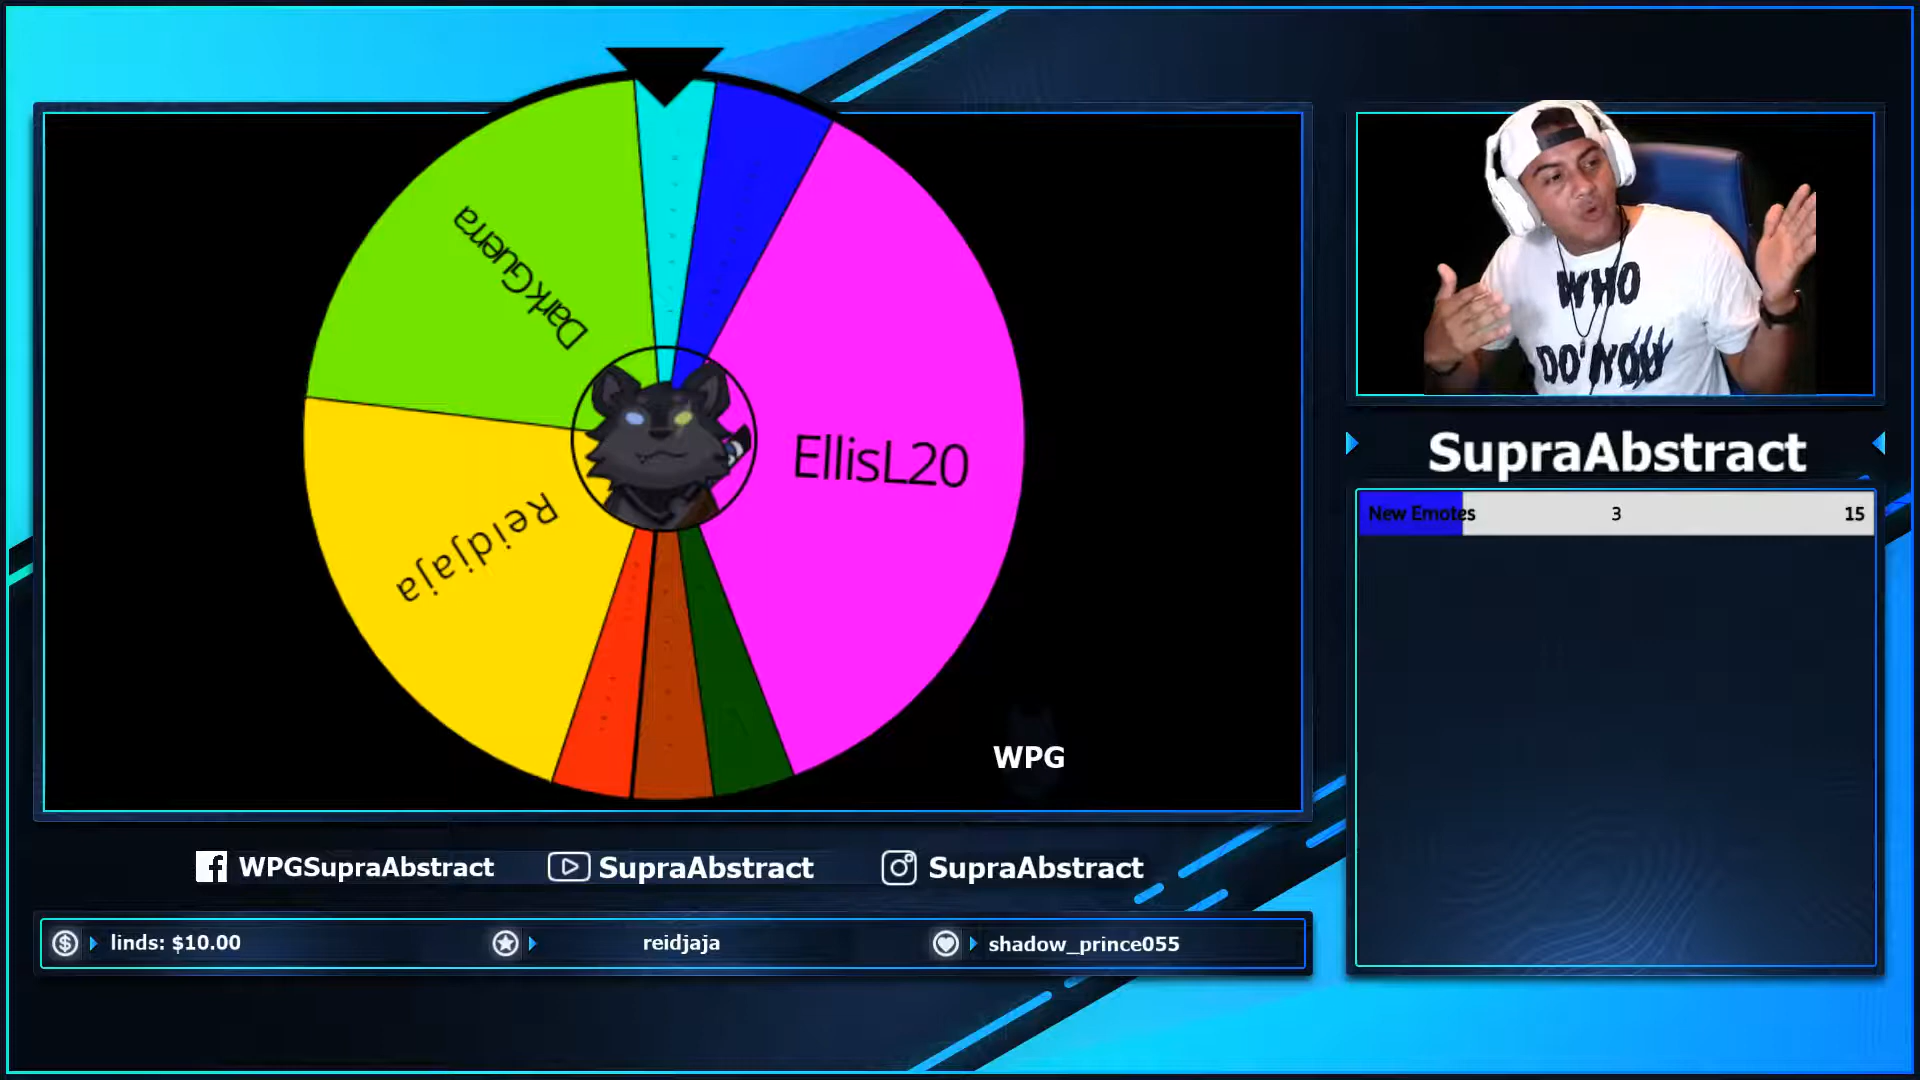 DarkGuerra
EllisL20
Reidjaja
WPG
WHO
DO YOU
SupraAbstract
New Emotes 3 15
WPGSupraAbstract SupraAbstract SupraAbstract
linds: $10.00 reidjaja shadow_prince055